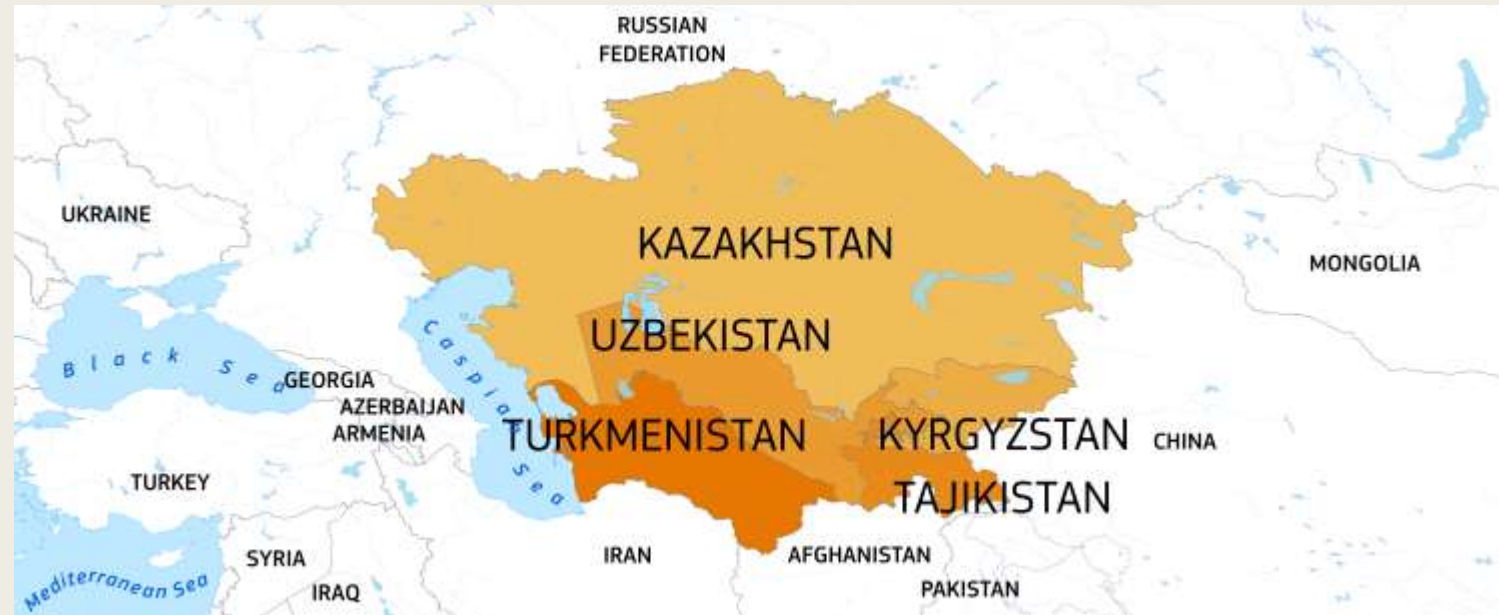 RUSSIAN
FEDERATION
UKRAINE
KAZAKHSTAN
MONGOLIA
UZBEKISTAN
Caspian Sea
Black Sea
GEORGIA
AZERBAIJAN
ARMENIA
TURKMENISTAN
KYRGYZSTAN
CHINA
TURKEY
TAJIKISTAN
SYRIA
IRAN
AFGHANISTAN
Mediterranean Sea
IRAQ
PAKISTAN